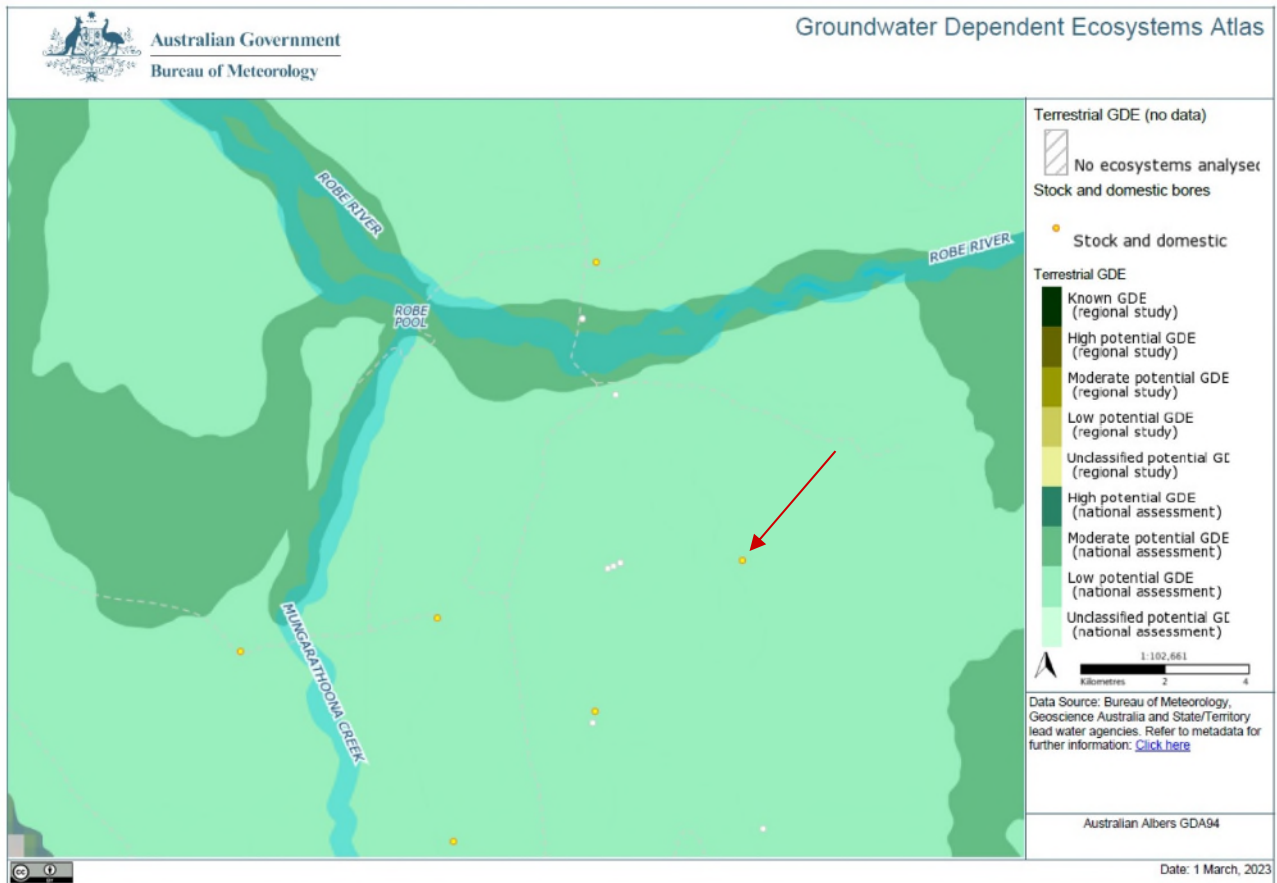 Australian Government
Bureau of Meteorology
Groundwater Dependent Ecosystems Atlas
ROBE RIVER
ROBE RIVER
ROBE
POOL
MUNGARATHOONA CREEK
Terrestrial GDE (no data)
No ecosystems analysec
Stock and domestic bores
Stock and domestic
Terrestrial GDE
Known GDE
(regional study)
High potential GDE
(regional study)
Moderate potential GDE
(regional study)
Low potential GDE
(regional study)
Unclassified potential GE
(regional study)
High potential GDE
(national assessment)
Moderate potential GDE
(national assessment)
Low potential GDE
(national assessment)
Unclassified potential GE
(national assessment)
1:102,661
Kilometres 2 4
Data Source: Bureau of Meteorology,
Geoscience Australia and State/Territory
lead water agencies. Refer to metadata for
further information: Click here
Australian Albers GDA94
Date: 1 March, 2023
cc
BY